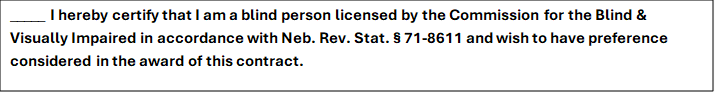 _____ I hereby certify that I am a blind person licensed by the Commission for the Blind &
Visually Impaired in accordance with Neb. Rev. Stat. § 71-8611 and wish to have preference
considered in the award of this contract.